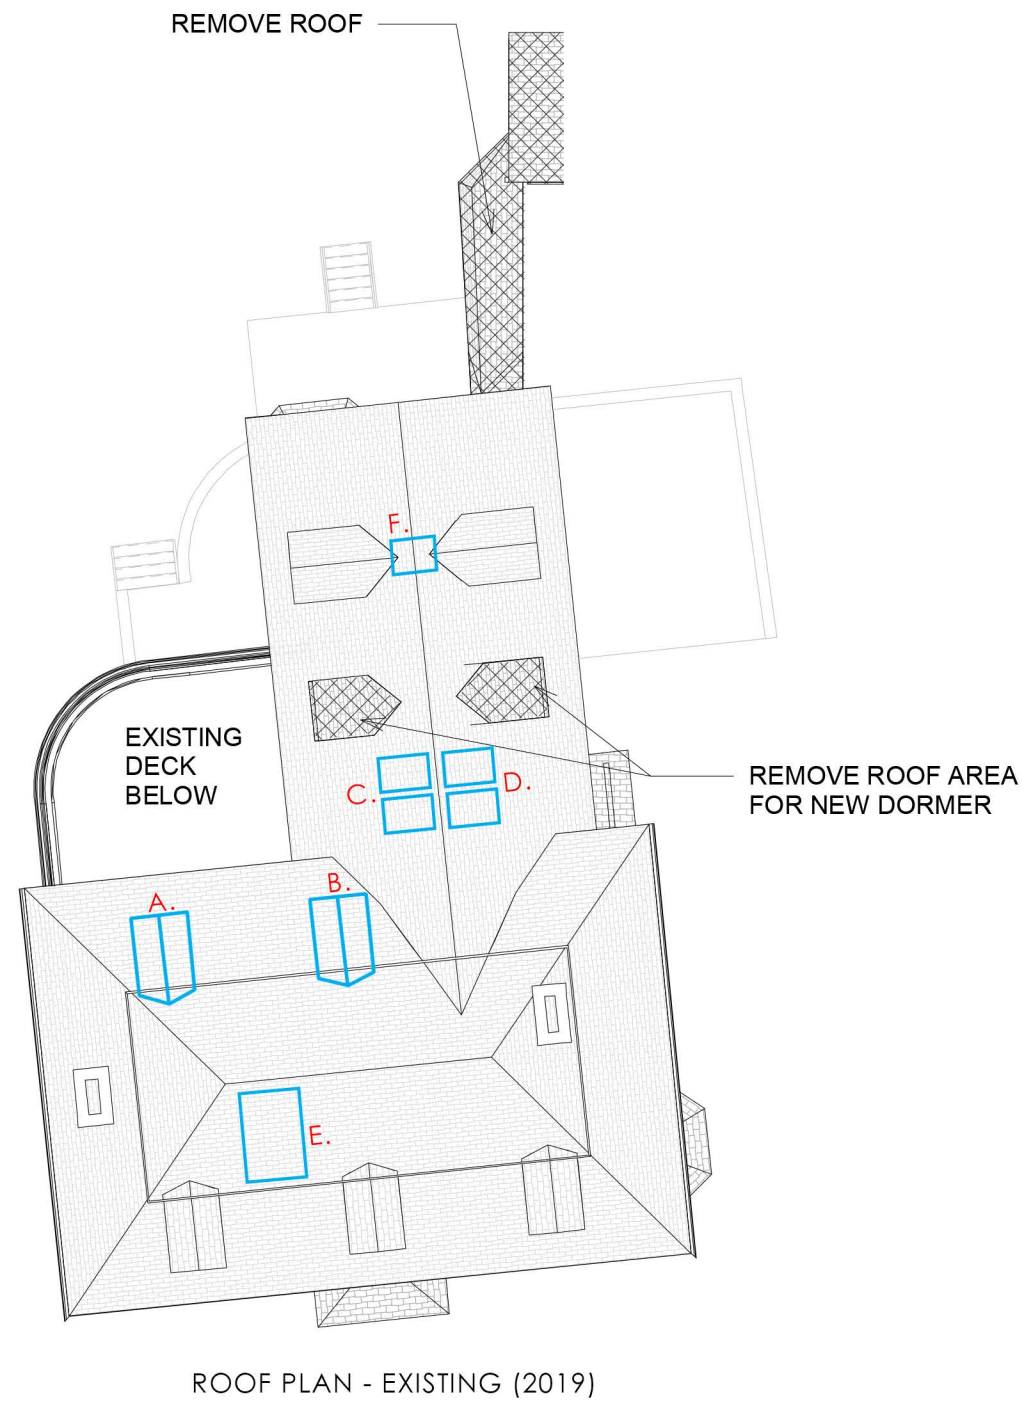 REMOVE ROOF
F.
EXISTING
DECK
BELOW
C.
D.
REMOVE ROOF AREA
FOR NEW DORMER
A.
B.
E.
ROOF PLAN - EXISTING (2019)